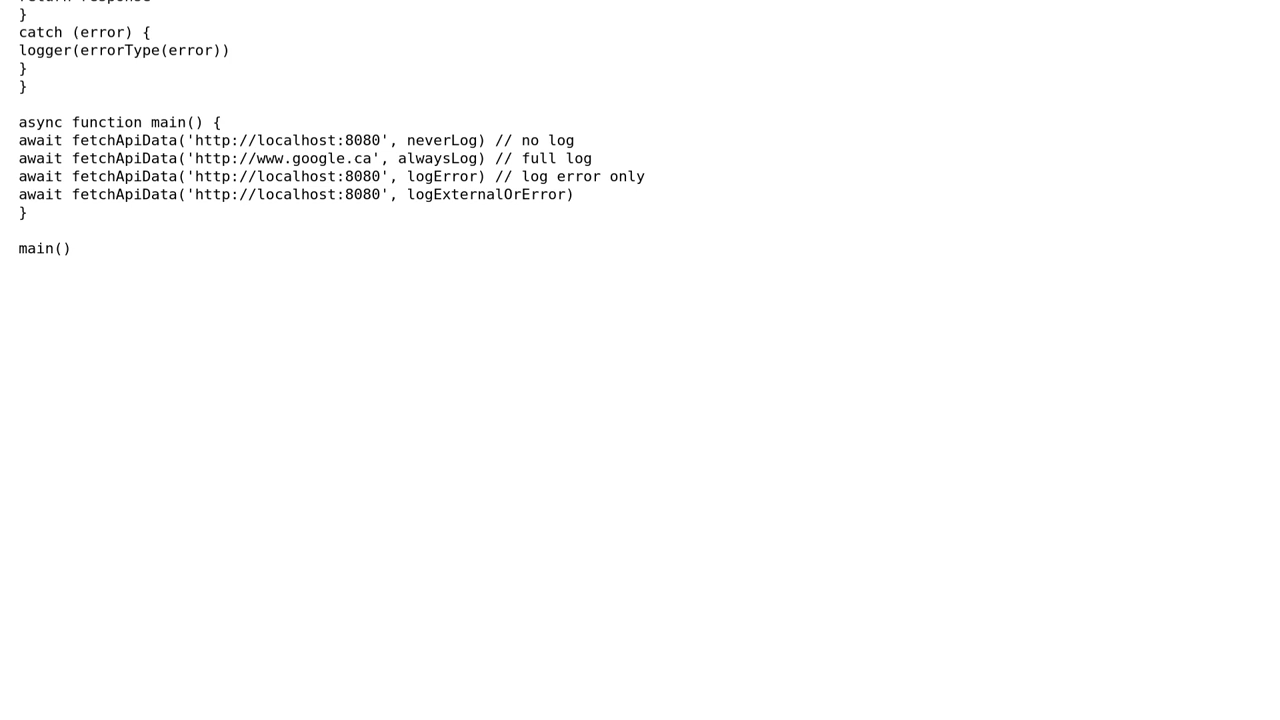 }
catch (error) {
logger(errorType(error))
}
}

async function main() {
await fetchApiData('http://localhost:8080', neverLog) // no log
await fetchApiData('http://www.google.ca', alwaysLog) // full log
await fetchApiData('http://localhost:8080', logError) // log error only
await fetchApiData('http://localhost:8080', logExternalOrError)
}

main()